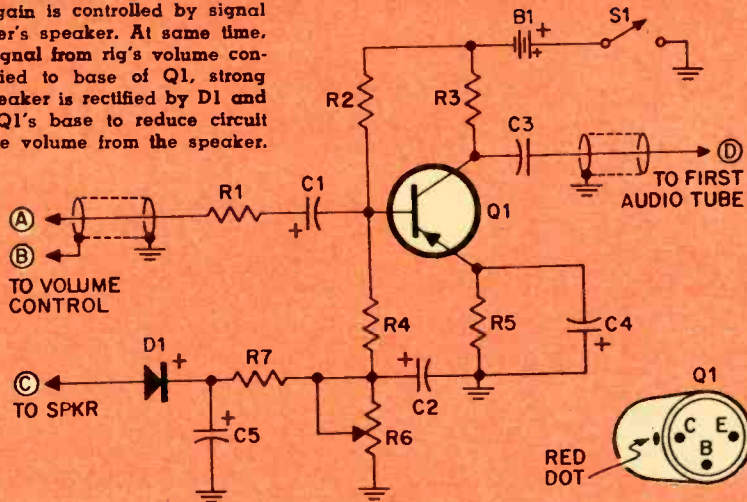 gain is controlled by signal
er's speaker. At same time,
ignal from rig's volume con-
ied to base of Q1, strong
eaker is rectified by D1 and
Q1's base to reduce circuit
e volume from the speaker.
B1
S1
+ +
R2
R3
C3
D
TO FIRST
AUDIO TUBE
R1
C1
+
Q1
A
B
TO VOLUME
CONTROL
R4
R5
C4
+
D1
+
R7
+
C2
C
TO SPKR
+
C5
R6
Q1
C
E
B
RED
DOT